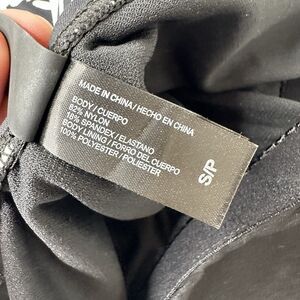 MADE IN CHINA / HECHO EN CHINA
BODY / CUERPO
82% NYLON
18% SPANDEX / ELASTANO
BODY LINING / FORRO DEL CUERPO
100% POLYESTER / POLIÉSTER
S/P